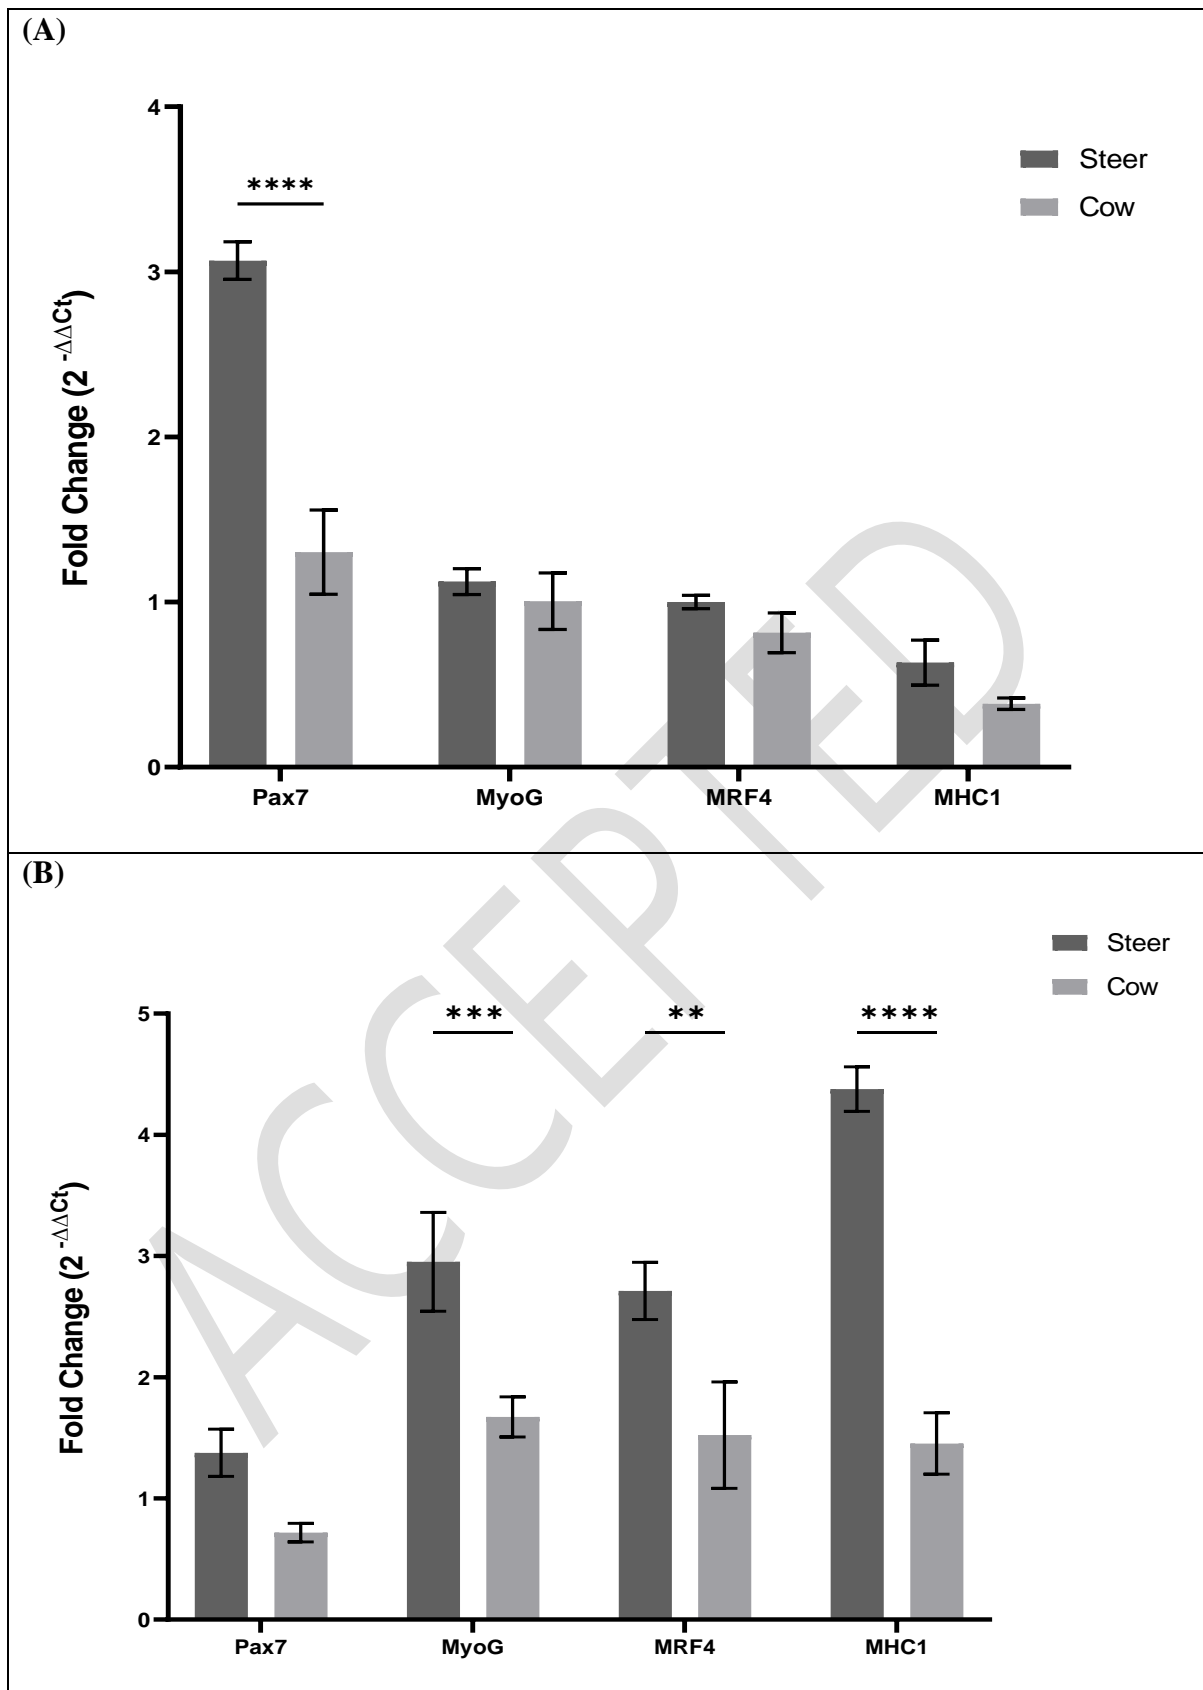 (A)
4
Steer
****
Cow
3
Fold Change (2 -ΔΔCt)
2
1
0
Pax7 MyoG MRF4 MHC1
ACCEPTED
(B)
Steer
Cow
5
*** ** ****
4
Fold Change (2 -ΔΔCt)
3
2
1
0
Pax7 MyoG MRF4 MHC1